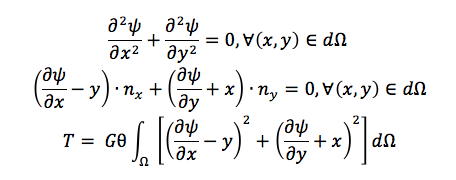 ∂²ψ/∂x² + ∂²ψ/∂y² = 0, ∀(x, y) ∈ dΩ
(∂ψ/∂x − y) · nₓ + (∂ψ/∂y + x) · n_y = 0, ∀(x, y) ∈ dΩ
T = Gθ ∫_Ω [(∂ψ/∂x − y)² + (∂ψ/∂y + x)²] dΩ